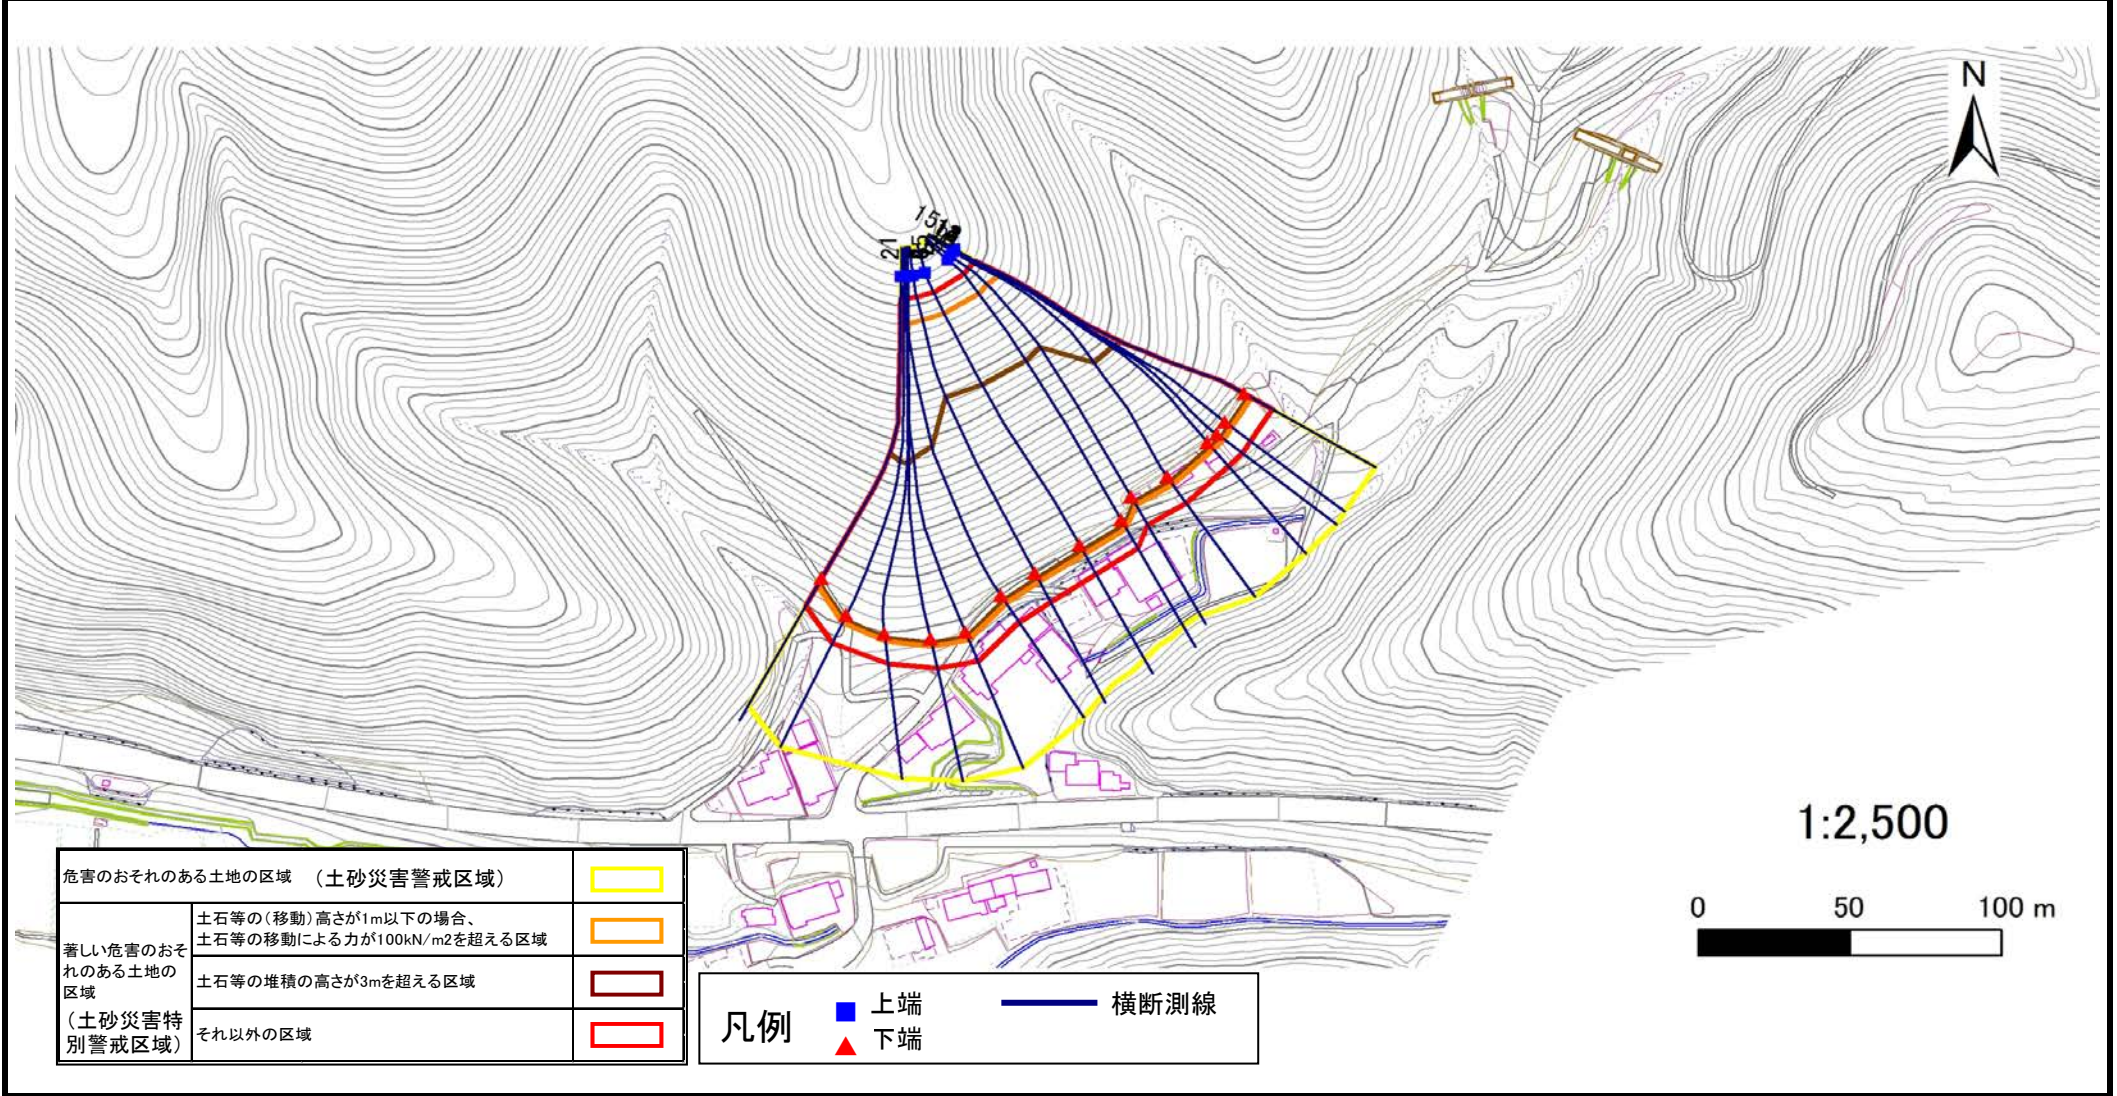 N
21
1:2,500
0 50 100 m
危害のおそれのある土地の区域 (土砂災害警戒区域)
著しい危害のおそ
れのある土地の
区域
(土砂災害特
別警戒区域)
土石等の(移動)高さが1m以下の場合、
土石等の移動による力が100kN/m2を超える区域
土石等の堆積の高さが3mを超える区域
それ以外の区域
凡例
上端
下端
横断測線